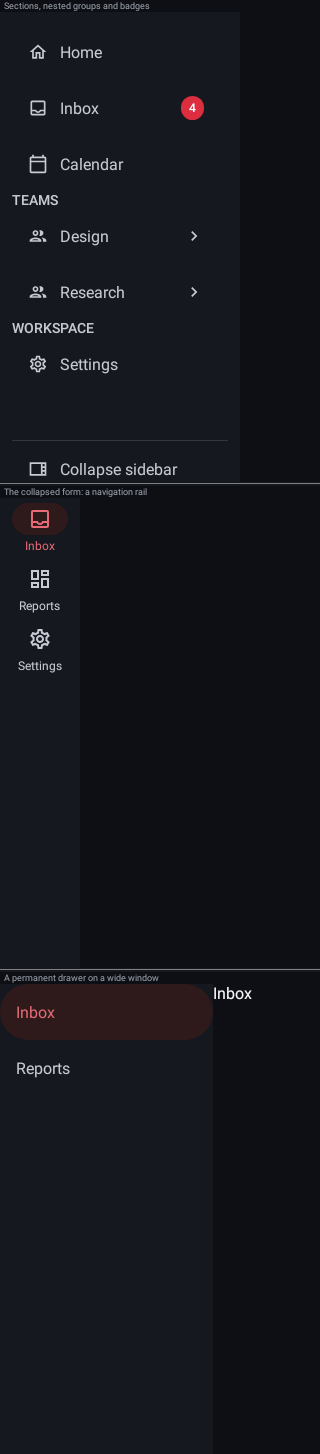 Sections, nested groups and badges
Home
Inbox 4
Calendar
TEAMS
Design
Research
WORKSPACE
Settings
Collapse sidebar
The collapsed form: a navigation rail
Inbox
Reports
Settings
A permanent drawer on a wide window
Inbox Inbox
Reports